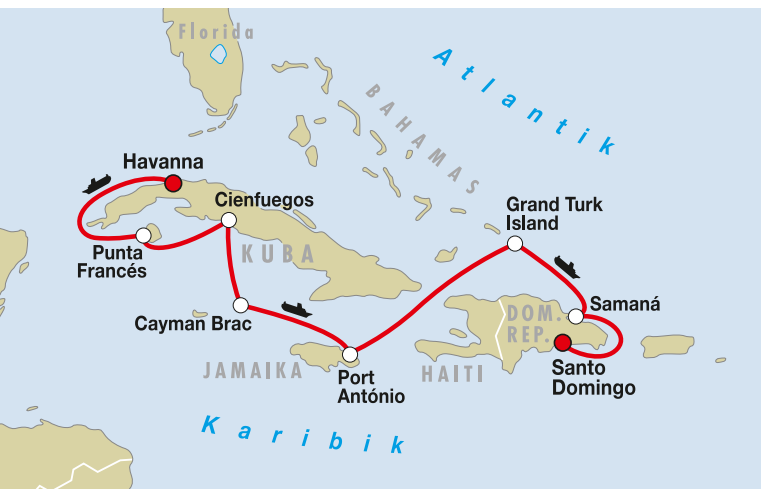 Florida
Atlantik
BAHAMAS
Havanna
Cienfuegos
Grand Turk
Island
Punta
Francés
KUBA
Cayman Brac
DOM.
REP.
Samaná
JAMAIKA
HAITI
Port
António
Santo
Domingo
Karibik